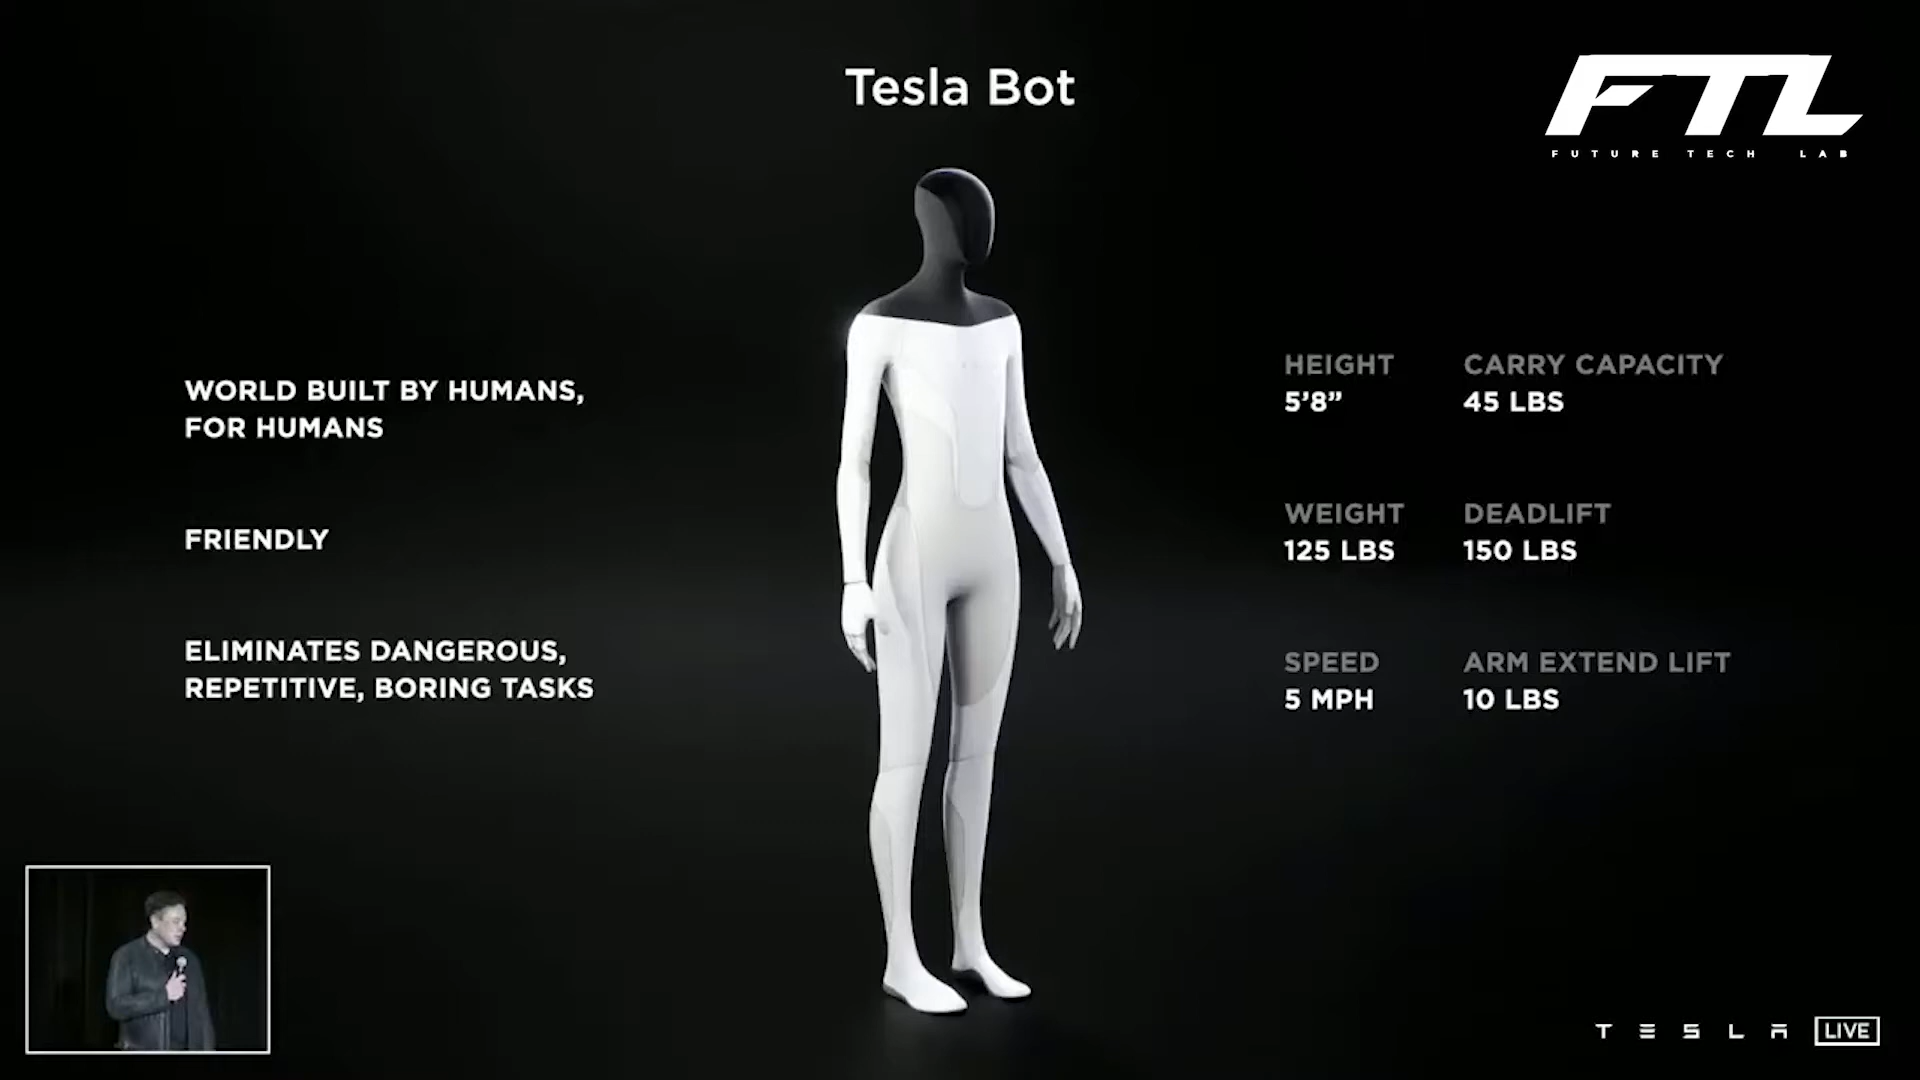 Tesla Bot
FTL
FUTURE TECH LAB
WORLD BUILT BY HUMANS,
FOR HUMANS
FRIENDLY
ELIMINATES DANGEROUS,
REPETITIVE, BORING TASKS
HEIGHT
5’8”
CARRY CAPACITY
45 LBS
WEIGHT
125 LBS
DEADLIFT
150 LBS
SPEED
5 MPH
ARM EXTEND LIFT
10 LBS
TESLA LIVE